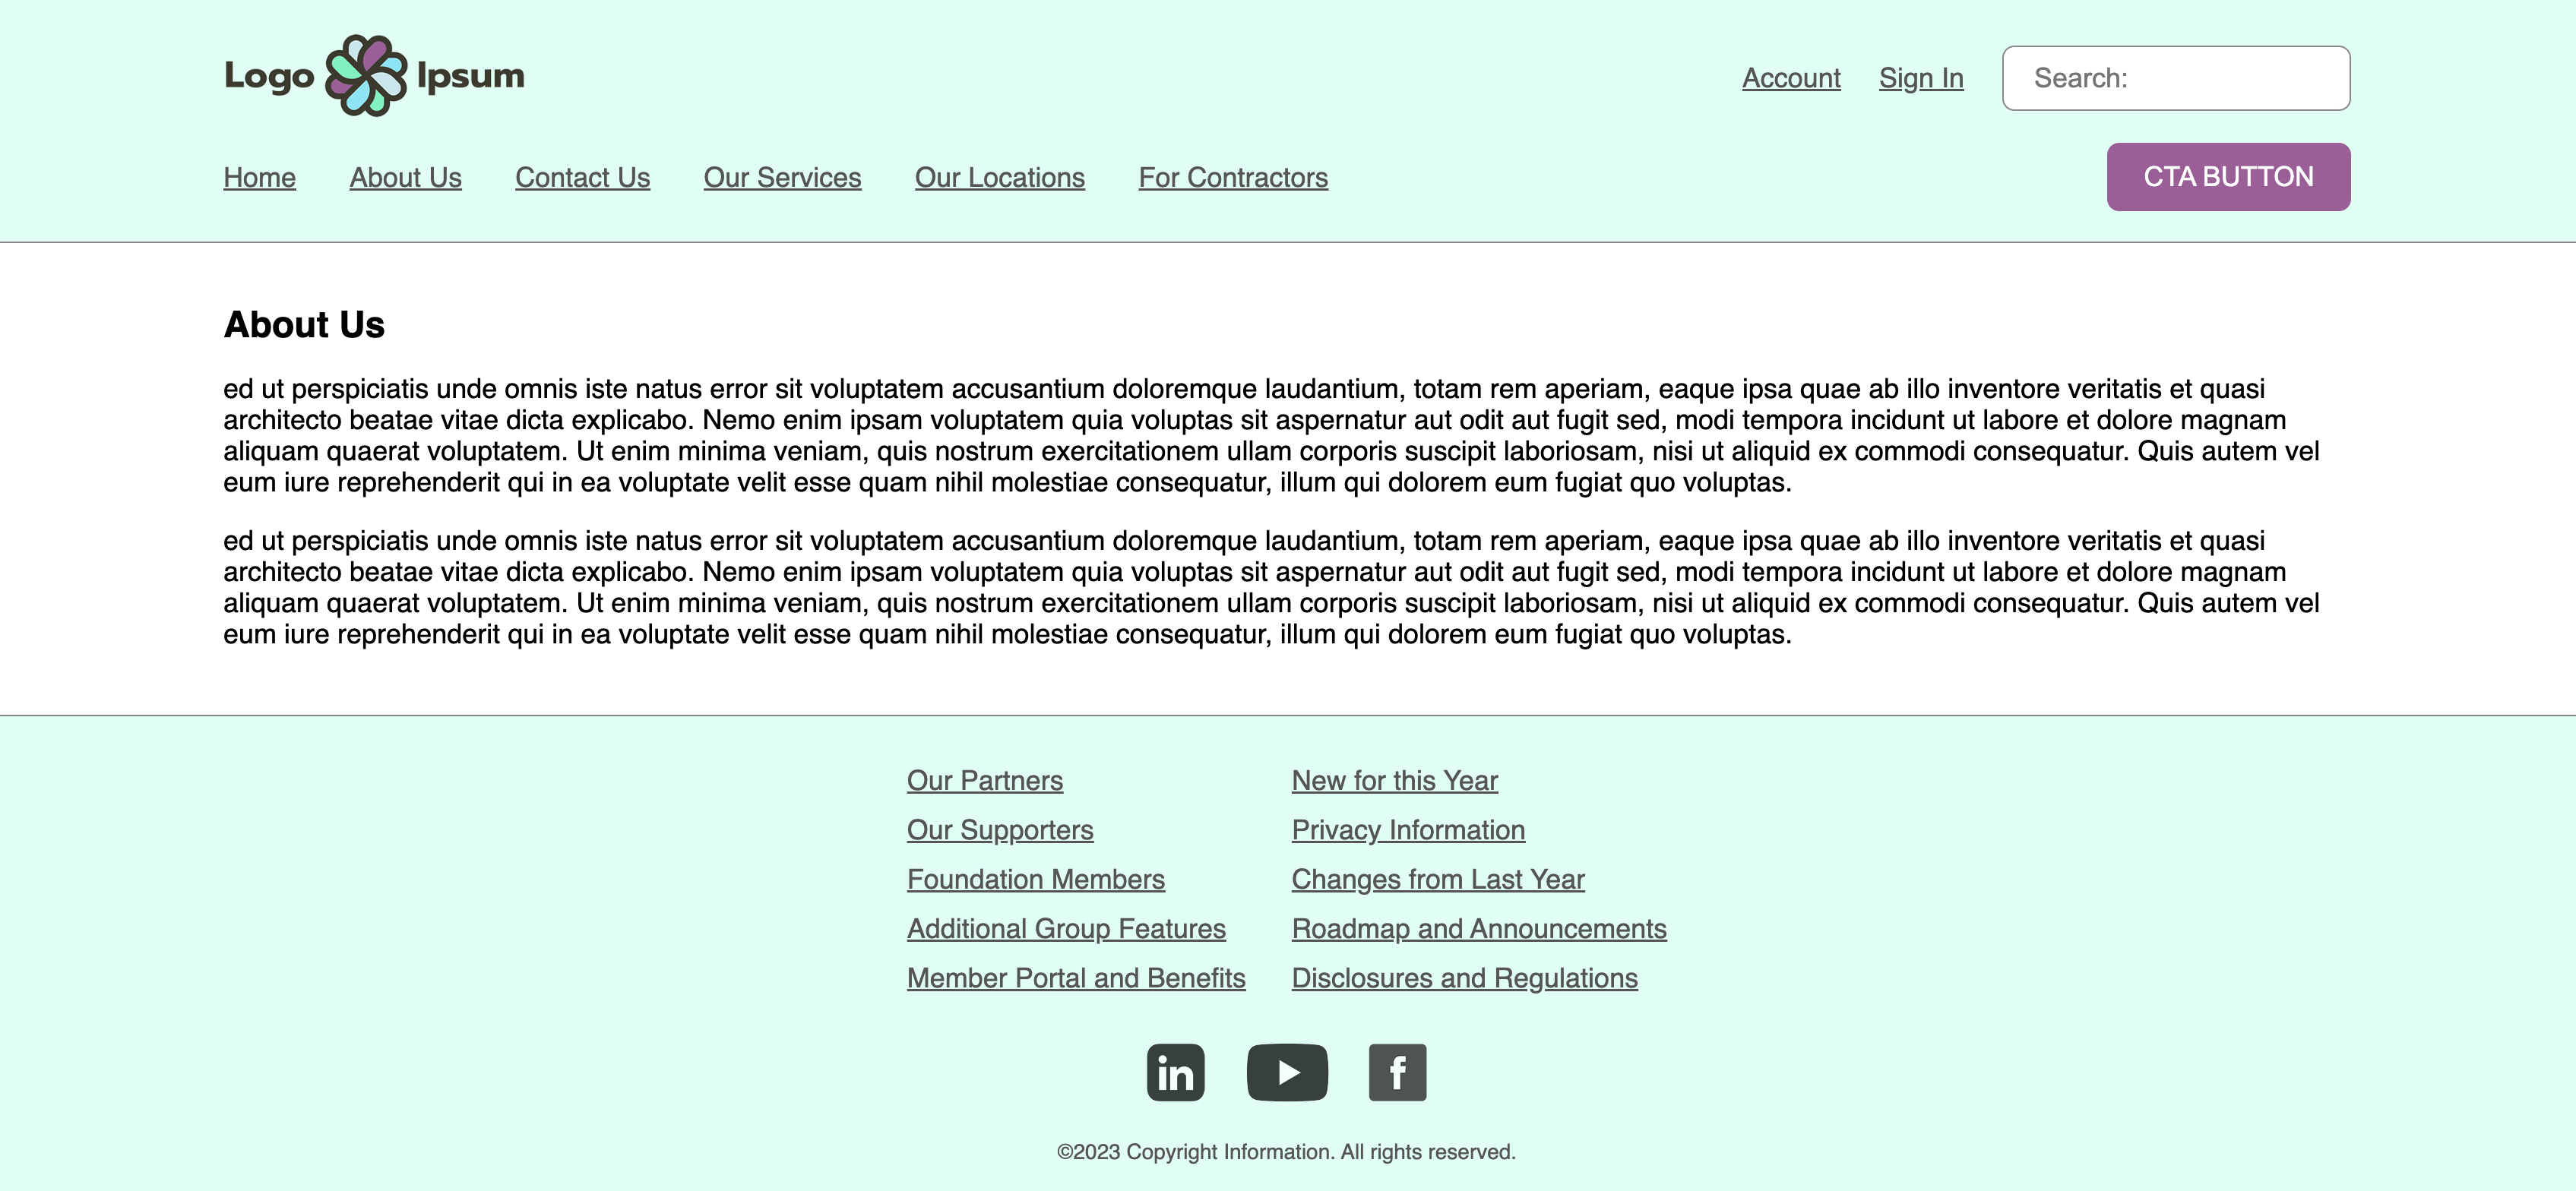 Logo Ipsum
Account Sign In Search:
Home About Us Contact Us Our Services Our Locations For Contractors CTA BUTTON
About Us
ed ut perspiciatis unde omnis iste natus error sit voluptatem accusantium doloremque laudantium, totam rem aperiam, eaque ipsa quae ab illo inventore veritatis et quasi
architecto beatae vitae dicta explicabo. Nemo enim ipsam voluptatem quia voluptas sit aspernatur aut odit aut fugit sed, modi tempora incidunt ut labore et dolore magnam
aliquam quaerat voluptatem. Ut enim minima veniam, quis nostrum exercitationem ullam corporis suscipit laboriosam, nisi ut aliquid ex commodi consequatur. Quis autem vel
eum iure reprehenderit qui in ea voluptate velit esse quam nihil molestiae consequatur, illum qui dolorem eum fugiat quo voluptas.
ed ut perspiciatis unde omnis iste natus error sit voluptatem accusantium doloremque laudantium, totam rem aperiam, eaque ipsa quae ab illo inventore veritatis et quasi
architecto beatae vitae dicta explicabo. Nemo enim ipsam voluptatem quia voluptas sit aspernatur aut odit aut fugit sed, modi tempora incidunt ut labore et dolore magnam
aliquam quaerat voluptatem. Ut enim minima veniam, quis nostrum exercitationem ullam corporis suscipit laboriosam, nisi ut aliquid ex commodi consequatur. Quis autem vel
eum iure reprehenderit qui in ea voluptate velit esse quam nihil molestiae consequatur, illum qui dolorem eum fugiat quo voluptas.
Our Partners
Our Supporters
Foundation Members
Additional Group Features
Member Portal and Benefits
New for this Year
Privacy Information
Changes from Last Year
Roadmap and Announcements
Disclosures and Regulations
in f
©2023 Copyright Information. All rights reserved.